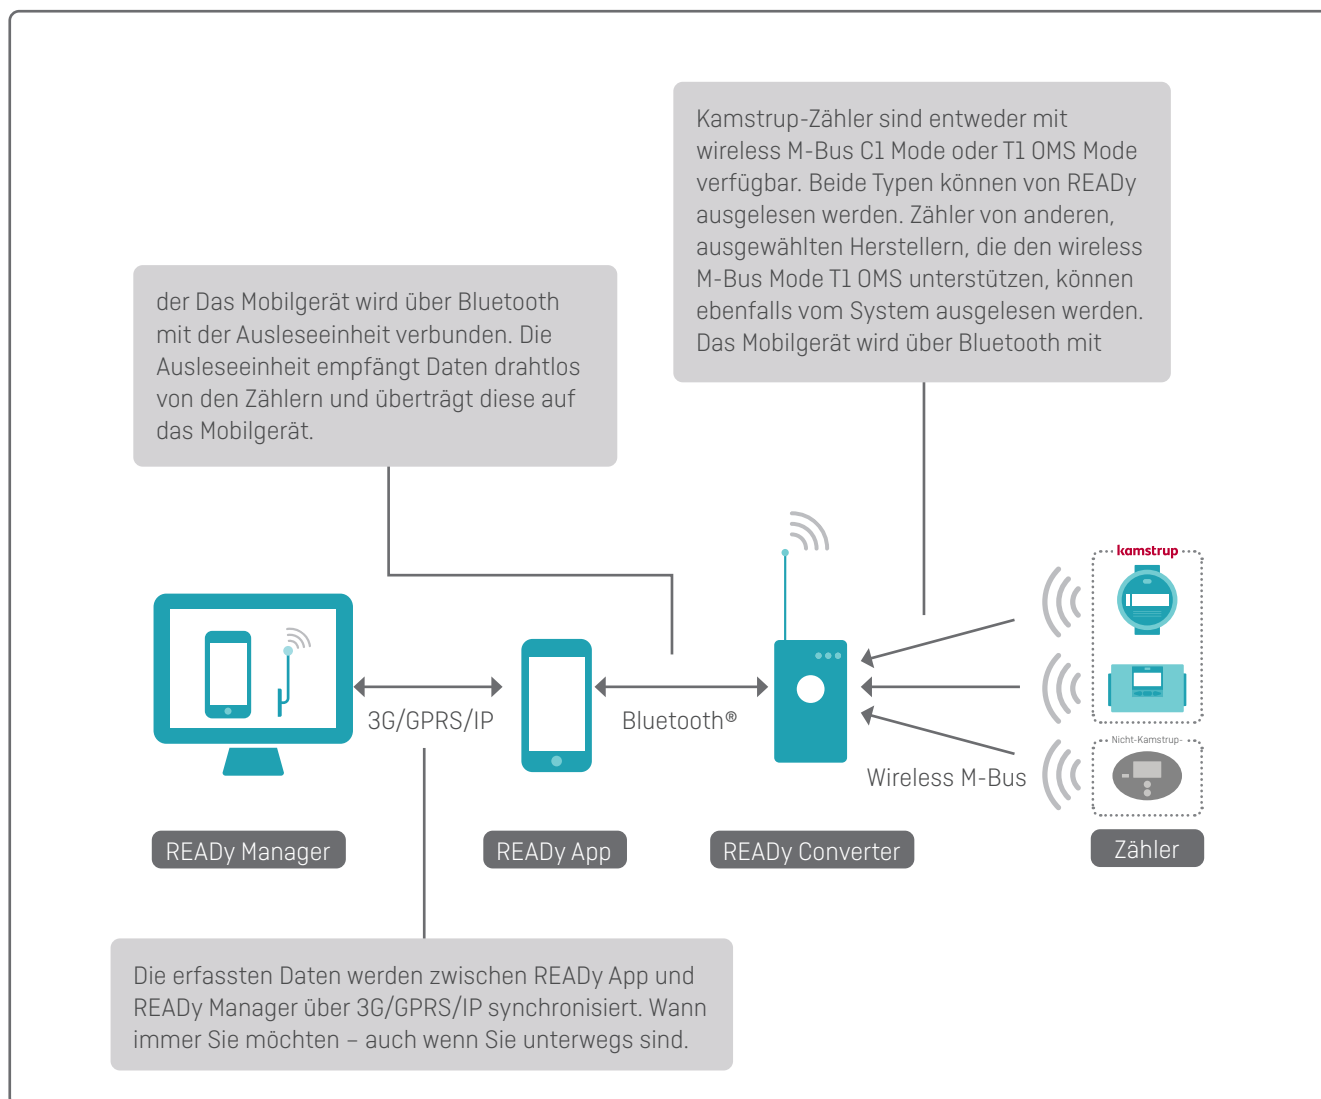 Kamstrup-Zähler sind entweder mit
wireless M-Bus C1 Mode oder T1 OMS Mode
verfügbar. Beide Typen können von READy
ausgelesen werden. Zähler von anderen,
ausgewählten Herstellern, die den wireless
M-Bus Mode T1 OMS unterstützen, können
ebenfalls vom System ausgelesen werden.
Das Mobilgerät wird über Bluetooth mit
der Das Mobilgerät wird über Bluetooth
mit der Ausleseeinheit verbunden. Die
Ausleseeinheit empfängt Daten drahtlos
von den Zählern und überträgt diese auf
das Mobilgerät.
kamstrup
3G/GPRS/IP
Bluetooth®
Nicht-Kamstrup-
Wireless M-Bus
READy Manager
READy App
READy Converter
Zähler
Die erfassten Daten werden zwischen READy App und
READy Manager über 3G/GPRS/IP synchronisiert. Wann
immer Sie möchten – auch wenn Sie unterwegs sind.